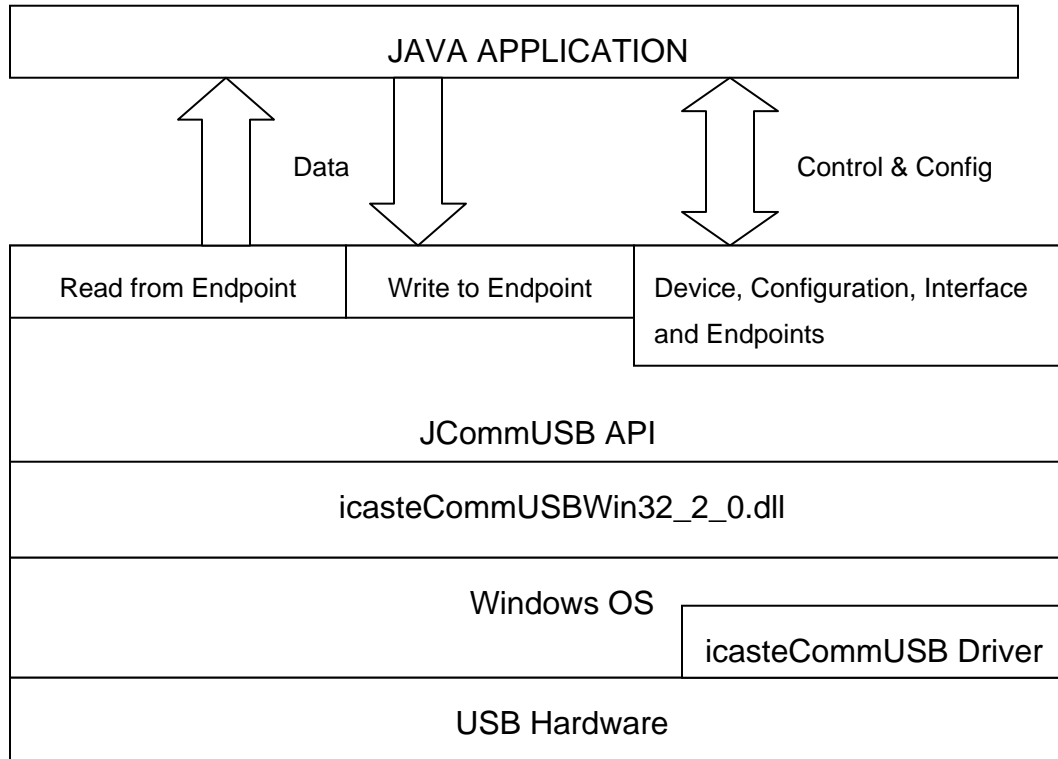 JAVA APPLICATION
Data
Control & Config
Read from Endpoint
Write to Endpoint
Device, Configuration, Interface
and Endpoints
JCommUSB API
icasteCommUSBWin32_2_0.dll
Windows OS
icasteCommUSB Driver
USB Hardware